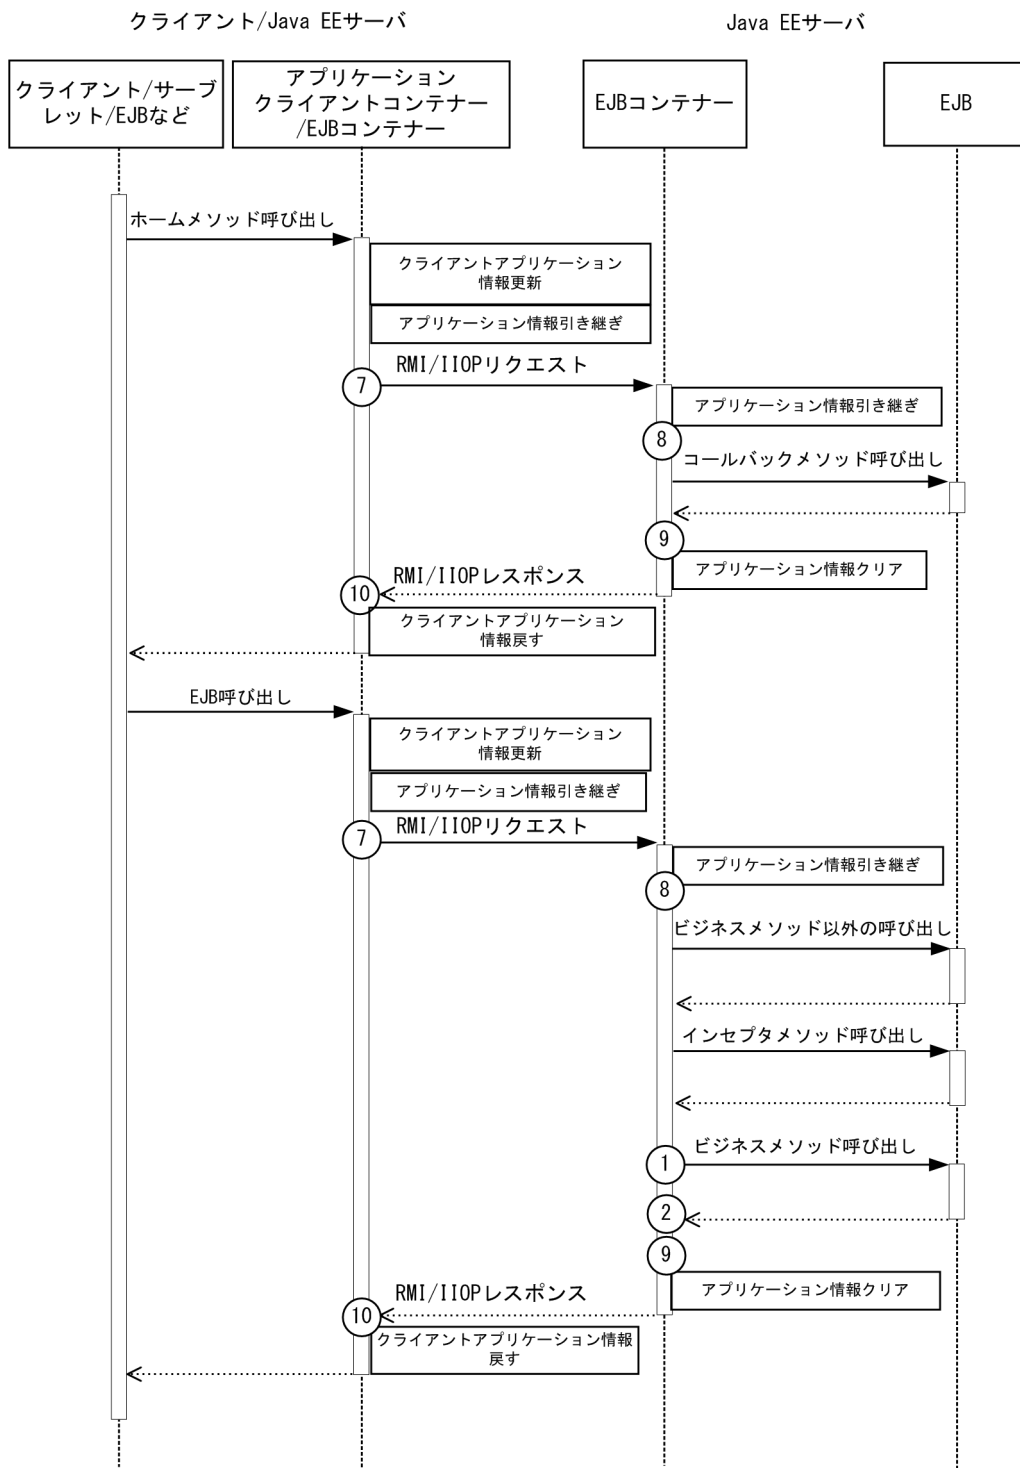 クライアント/Java EEサーバ
Java EEサーバ
クライアント/サーブ
レット/EJBなど
アプリケーション
クライアントコンテナー
/EJBコンテナー
EJBコンテナー
EJB
ホームメソッド呼び出し
クライアントアプリケーション
情報更新
アプリケーション情報引き継ぎ
RMI/IIOPリクエスト
7
アプリケーション情報引き継ぎ
8
コールバックメソッド呼び出し
9
アプリケーション情報クリア
RMI/IIOPレスポンス
10
クライアントアプリケーション
情報戻す
EJB呼び出し
クライアントアプリケーション
情報更新
アプリケーション情報引き継ぎ
RMI/IIOPリクエスト
7
アプリケーション情報引き継ぎ
8
ビジネスメソッド以外の呼び出し
インセプタメソッド呼び出し
ビジネスメソッド呼び出し
1
2
9
アプリケーション情報クリア
RMI/IIOPレスポンス
10
クライアントアプリケーション情報
戻す